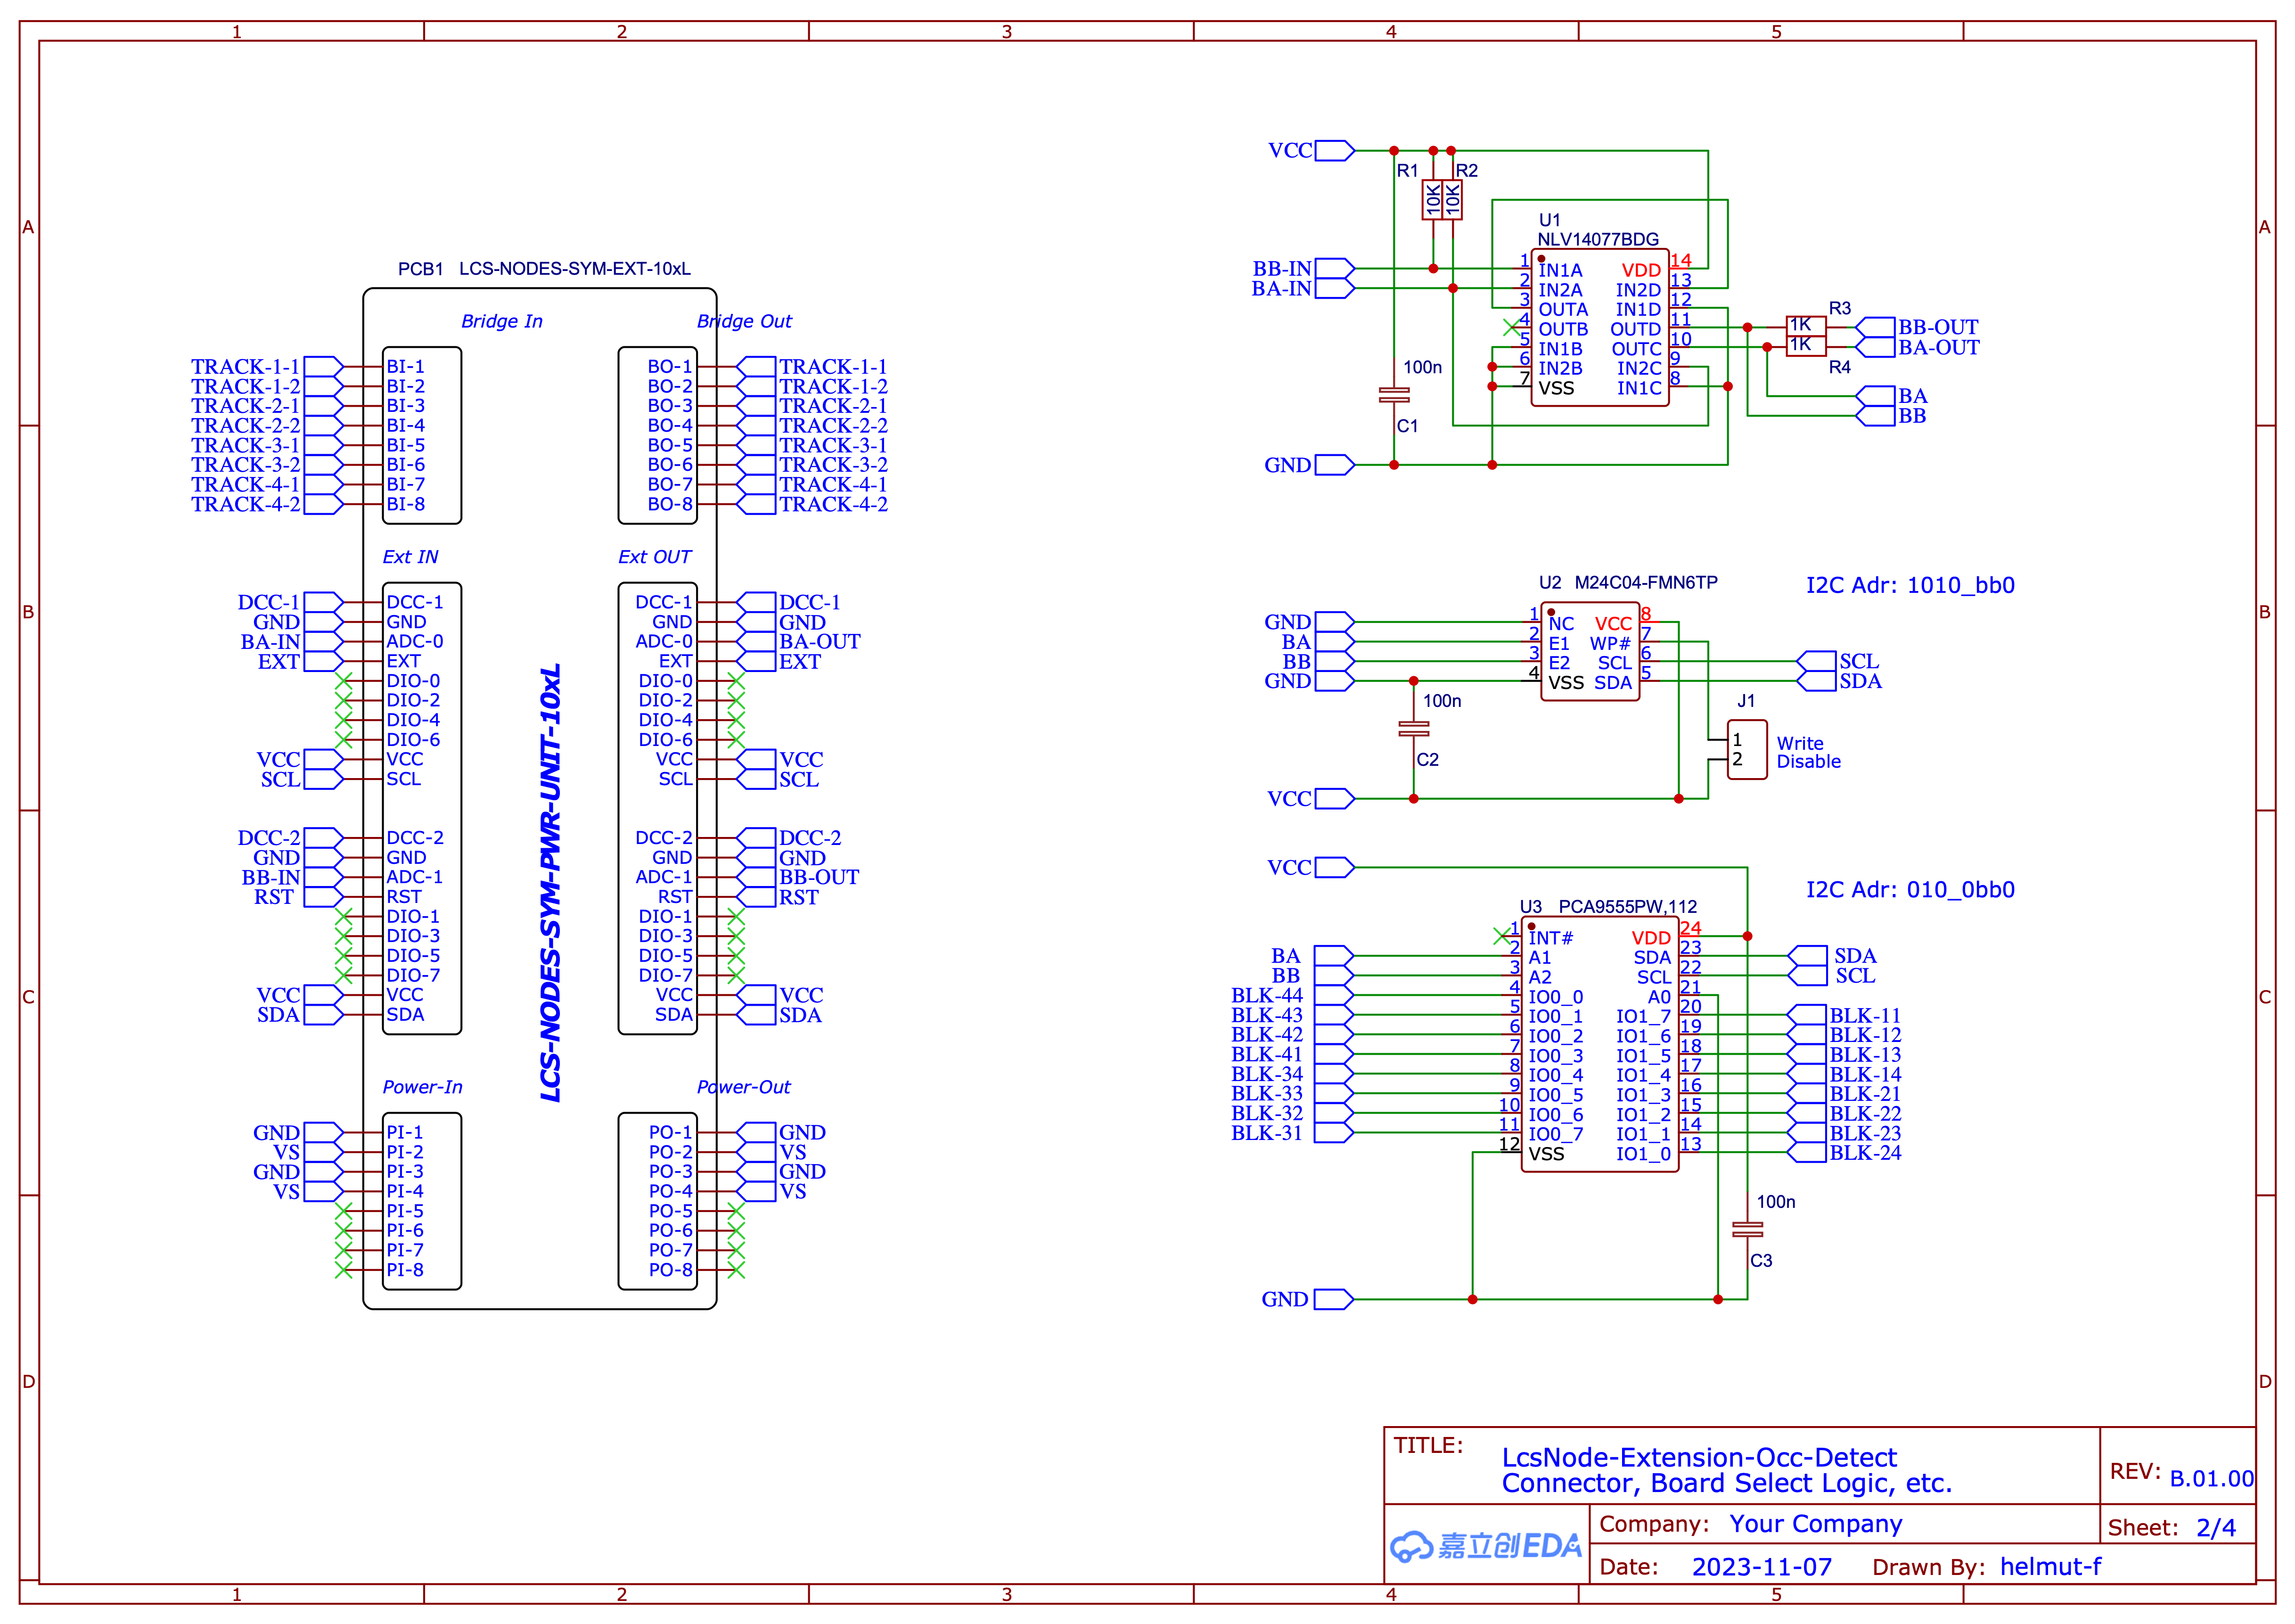 1 2 3 4 5
A
B
C
D
PCB1 LCS-NODES-SYM-EXT-10xL
Bridge In
Bridge Out
TRACK-1-1 BI-1 BO-1 TRACK-1-1
TRACK-1-2 BI-2 BO-2 TRACK-1-2
TRACK-2-1 BI-3 BO-3 TRACK-2-1
TRACK-2-2 BI-4 BO-4 TRACK-2-2
TRACK-3-1 BI-5 BO-5 TRACK-3-1
TRACK-3-2 BI-6 BO-6 TRACK-3-2
TRACK-4-1 BI-7 BO-7 TRACK-4-1
TRACK-4-2 BI-8 BO-8 TRACK-4-2
Ext IN
Ext OUT
DCC-1 DCC-1 DCC-1 DCC-1
GND GND GND GND
BA-IN ADC-0 ADC-0 BA-OUT
EXT EXT EXT EXT
DIO-0 DIO-0
DIO-2 DIO-2
DIO-4 DIO-4
DIO-6 DIO-6
VCC VCC VCC VCC
SCL SCL SCL SCL
DCC-2 DCC-2 DCC-2 DCC-2
GND GND GND GND
BB-IN ADC-1 ADC-1 BB-OUT
RST RST RST RST
DIO-1 DIO-1
DIO-3 DIO-3
DIO-5 DIO-5
DIO-7 DIO-7
VCC VCC VCC VCC
SDA SDA SDA SDA
LCS-NODES-SYM-PWR-UNIT-10xL
Power-In
Power-Out
GND PI-1 PO-1 GND
VS PI-2 PO-2 VS
GND PI-3 PO-3 GND
VS PI-4 PO-4 VS
PI-5 PO-5
PI-6 PO-6
PI-7 PO-7
PI-8 PO-8
VCC
R1 R2
10K 10K
U1
NLV14077BDG
BB-IN 1 IN1A VDD 14
BA-IN 2 IN2A IN2D 13
3 OUTA IN1D 12
4 OUTB OUTD 11
5 IN1B OUTC 10
6 IN2B IN2C 9
7 VSS IN1C 8
R3
1K BB-OUT
1K BA-OUT
R4
BA
BB
100n
C1
GND
U2 M24C04-FMN6TP
I2C Adr: 1010_bb0
GND 1 NC VCC 8
BA 2 E1 WP# 7
BB 3 E2 SCL 6 SCL
GND 4 VSS SDA 5 SDA
100n
C2
J1
1
2
Write
Disable
VCC
VCC
I2C Adr: 010_0bb0
U3 PCA9555PW,112
1 INT# VDD 24
BA 2 A1 SDA 23 SDA
BB 3 A2 SCL 22 SCL
BLK-44 4 IO0_0 A0 21
BLK-43 5 IO0_1 IO1_7 20 BLK-11
BLK-42 6 IO0_2 IO1_6 19 BLK-12
BLK-41 7 IO0_3 IO1_5 18 BLK-13
BLK-34 8 IO0_4 IO1_4 17 BLK-14
BLK-33 9 IO0_5 IO1_3 16 BLK-21
BLK-32 10 IO0_6 IO1_2 15 BLK-22
BLK-31 11 IO0_7 IO1_1 14 BLK-23
12 VSS IO1_0 13 BLK-24
100n
C3
GND
TITLE:
LcsNode-Extension-Occ-Detect
Connector, Board Select Logic, etc.
REV: B.01.00
嘉立创EDA
Company: Your Company
Sheet: 2/4
Date: 2023-11-07 Drawn By: helmut-f
A
B
C
D
1 2 3 4 5